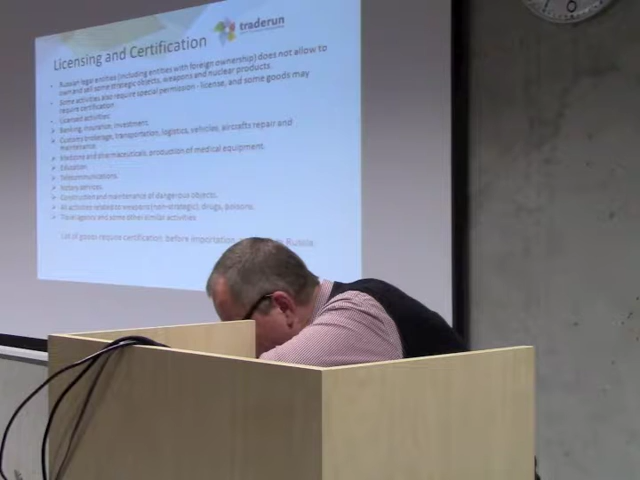 traderun
Licensing and Certification
Russian legal entities (including entities with foreign ownership) does not allow to
own and sell some strategic objects, weapons and nuclear products.
Some activities also require special permission - license, and some goods may
require certification.
Licensed activities:
Banking, insurance, investment,
Customs brokerage, transportation, logistics, vehicles, aircrafts repair and
maintenance.
Medicine and pharmaceuticals, production of medical equipment.
Education.
Telecommunications.
Notary services.
Construction and maintenance of dangerous objects.
All activities related to weapons (non-strategic), drugs, poisons.
Travel agency and some other similar activities
List of goods require certification before importation Russia